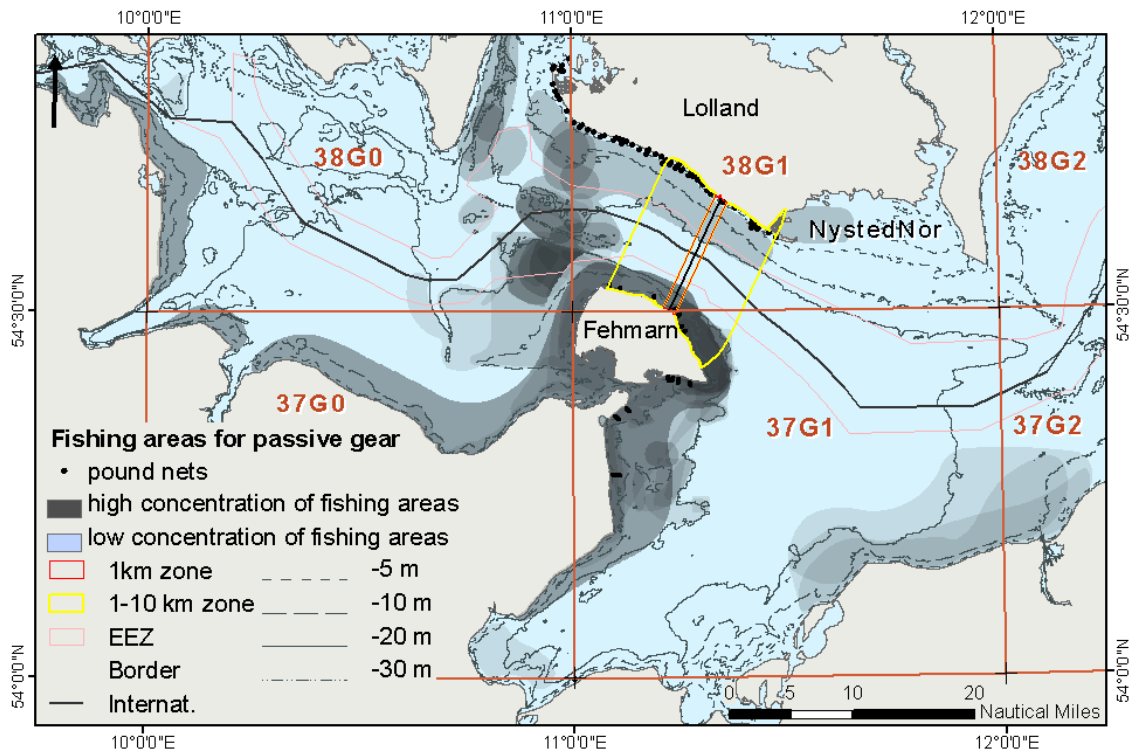 10°0'0"E 11°0'0"E 12°0'0"E
Lolland
38G0 38G1 38G2
NystedNor
54°30'0"N 54°30'0"N
Fehmarn
37G0 37G1 37G2
Fishing areas for passive gear
pound nets
high concentration of fishing areas
low concentration of fishing areas
1km zone -5 m
1-10 km zone -10 m
EEZ -20 m
Border -30 m
Internat.
54°0'0"N 54°0'0"N
0 5 10 20
Nautical Miles
10°0'0"E 11°0'0"E 12°0'0"E